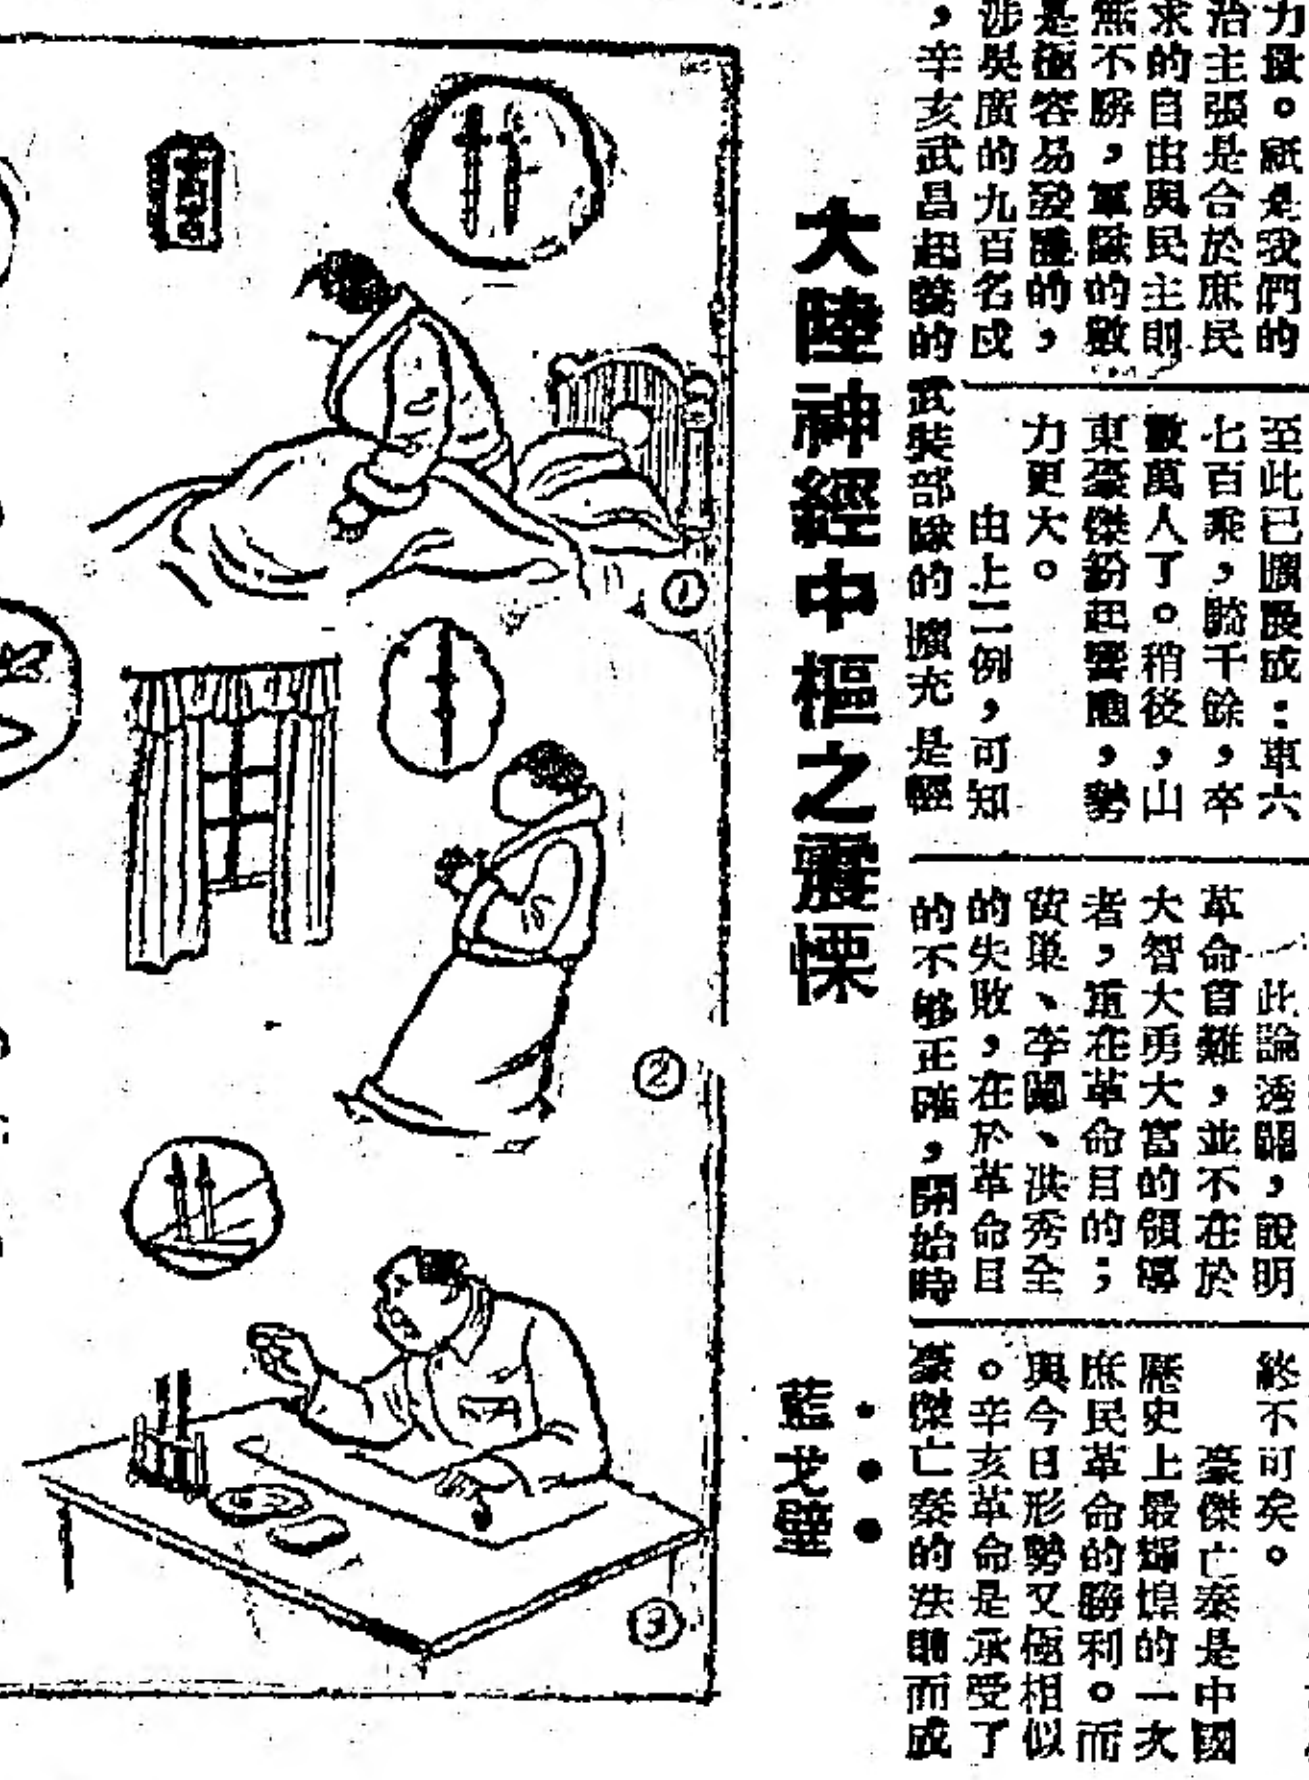 力量。祇是我們的
治主張是合於庶民
求的自由與民主則
無不勝,軍隊的數
是極容易發展的,
涉吳廣的九百名戍
,辛亥武昌起義的
至此已擴展成:車六
七百乘,騎千餘,卒
數萬人了。稍後,山
東豪傑紛起響應,勢
力更大。
由上二例,可知
武裝部隊的擴充是輕
此論透闢,說明
革命首難,並不在於
大智大勇大富的領導
者,重在革命目的;
黃巢、李闖、洪秀全
的失敗,在於革命目
的不够正確,開始時
終不可矣。
豪傑亡秦是中國
歷史上最輝煌的一次
庶民革命的勝利。而
與今日形勢又極相似
。辛亥革命是承受了
豪傑亡秦的法則而成
大陸神經中樞之震慄
藍戈壁
①
②
③